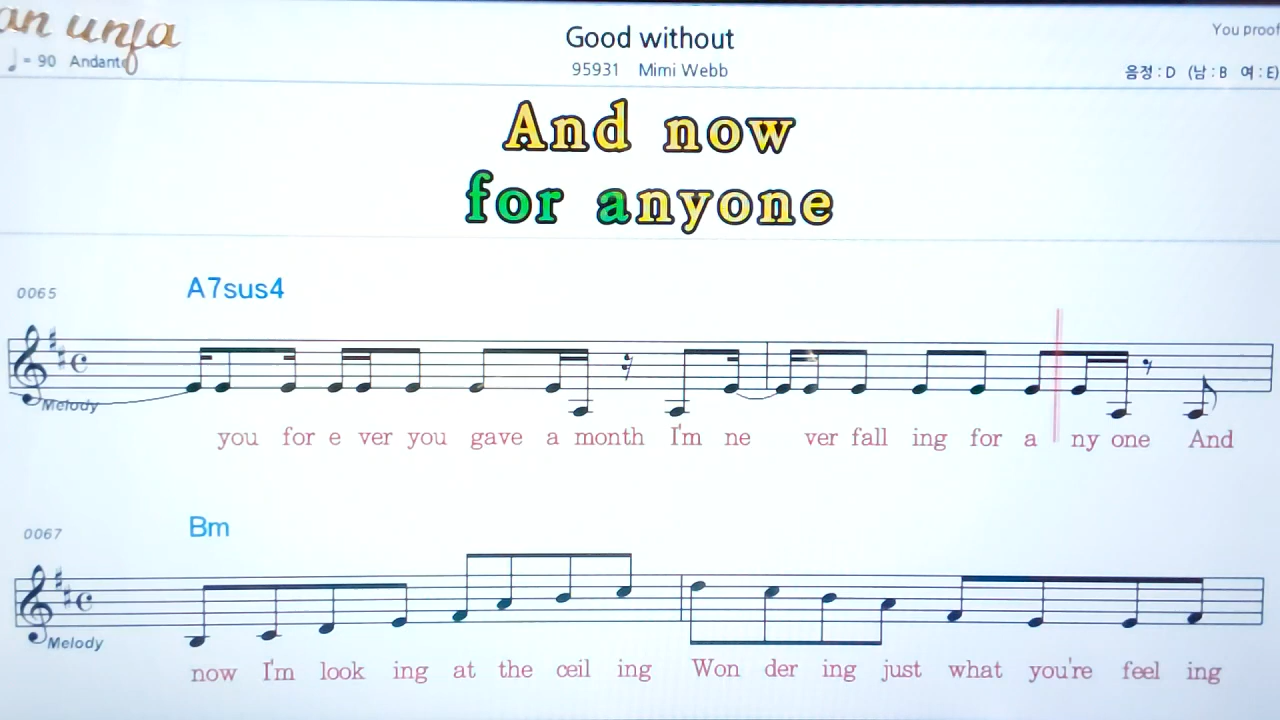 an unfa
♩= 90 Andante
Good without
95931 Mimi Webb
You proof
음정 : D (남 : B 여 : E)
And now
for anyone
0065
A7sus4
Melody
you for e ver you gave a month I'm ne ver fall ing for a ny one And
0067
Bm
Melody
now I'm look ing at the ceil ing Won der ing just what you're feel ing